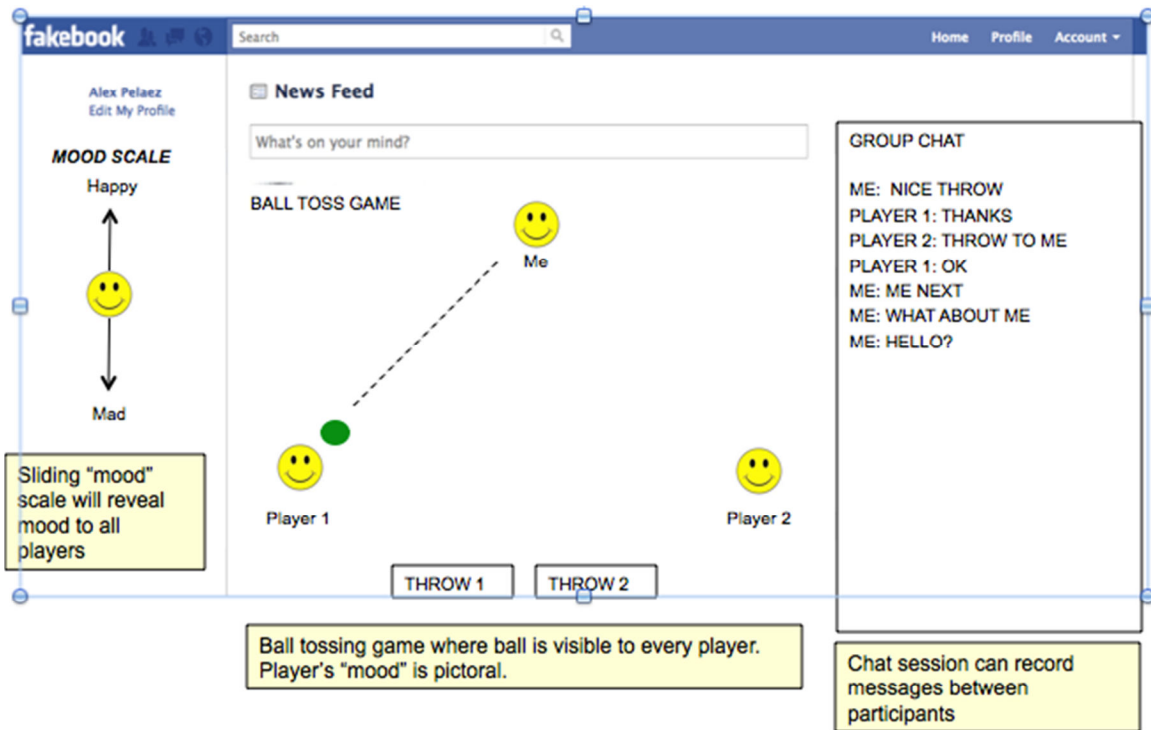 fakebook
Search
Home Profile Account
Alex Pelaez
Edit My Profile
MOOD SCALE
Happy
Mad
Sliding “mood”
scale will reveal
mood to all
players
News Feed
What's on your mind?
BALL TOSS GAME
Me
Player 1
Player 2
THROW 1
THROW 2
Ball tossing game where ball is visible to every player.
Player’s “mood” is pictoral.
GROUP CHAT
ME: NICE THROW
PLAYER 1: THANKS
PLAYER 2: THROW TO ME
PLAYER 1: OK
ME: ME NEXT
ME: WHAT ABOUT ME
ME: HELLO?
Chat session can record
messages between
participants